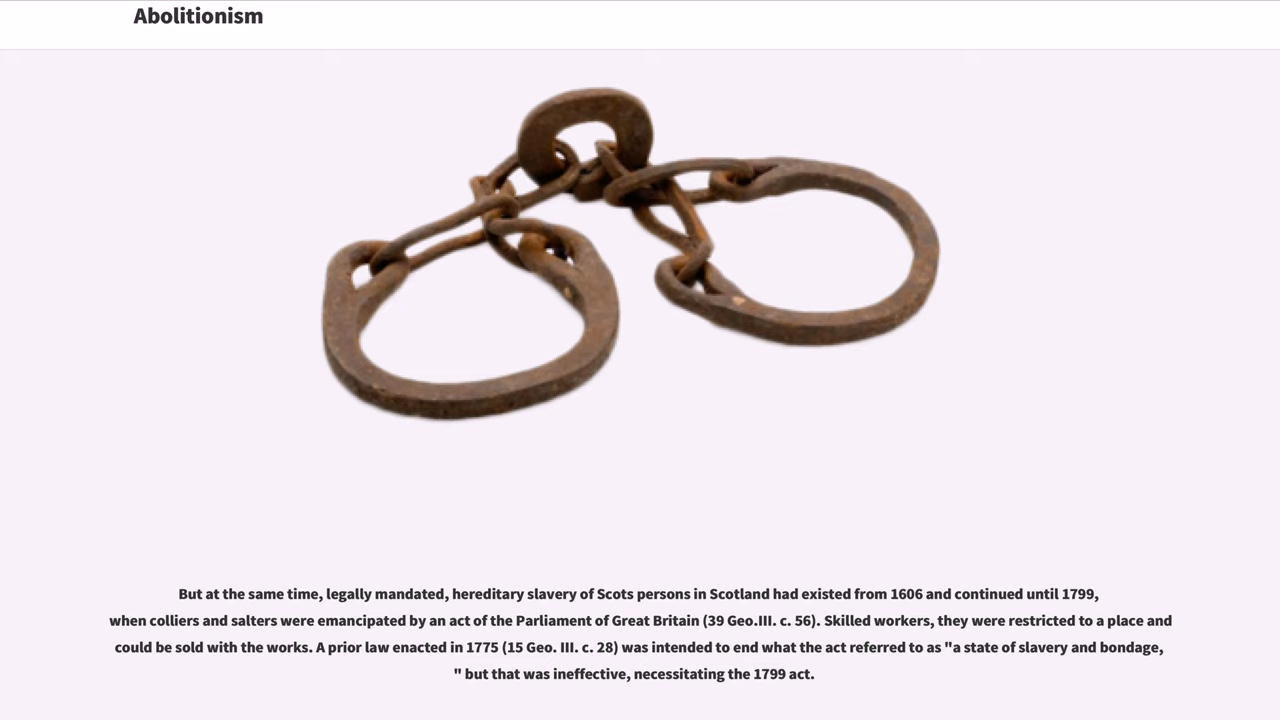 Abolitionism
But at the same time, legally mandated, hereditary slavery of Scots persons in Scotland had existed from 1606 and continued until 1799,
when colliers and salters were emancipated by an act of the Parliament of Great Britain (39 Geo.III. c. 56). Skilled workers, they were restricted to a place and
could be sold with the works. A prior law enacted in 1775 (15 Geo. III. c. 28) was intended to end what the act referred to as "a state of slavery and bondage,
" but that was ineffective, necessitating the 1799 act.